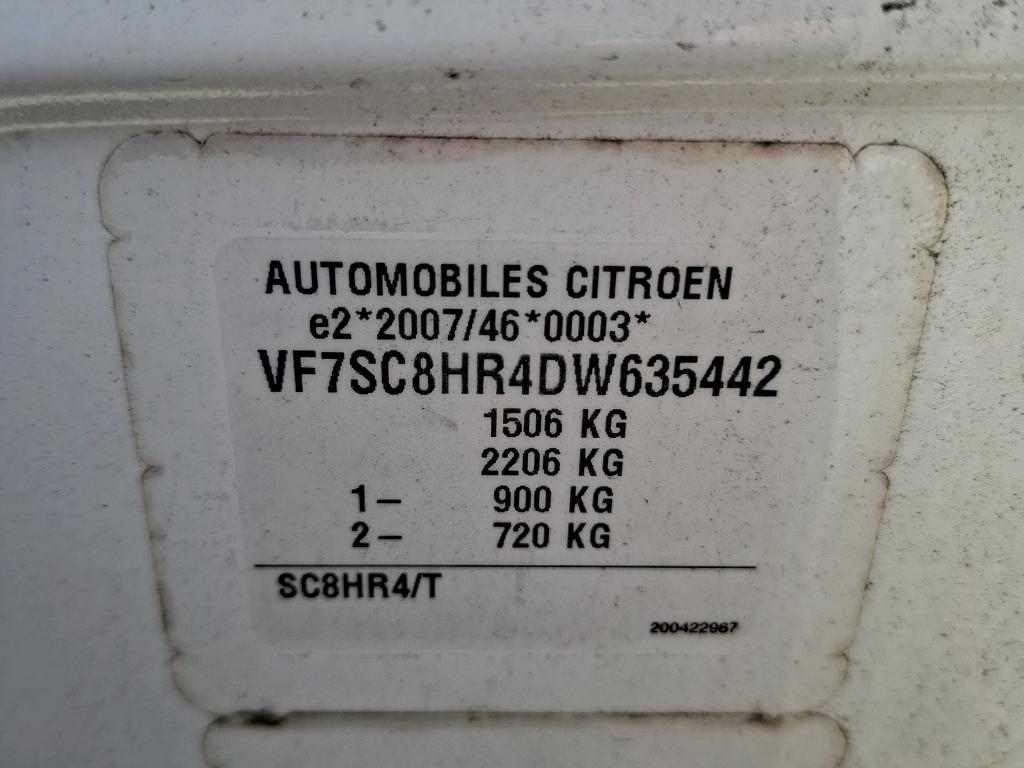 AUTOMOBILES CITROEN
e2*2007/46*0003*
VF7SC8HR4DW635442
1506 KG
2206 KG
1– 900 KG
2– 720 KG
SC8HR4/T
200422967